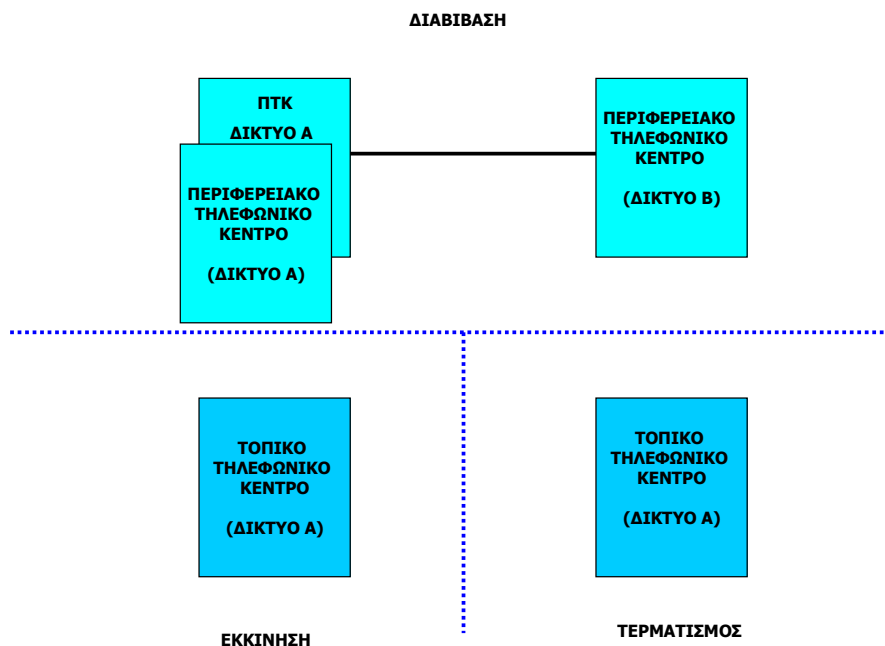 ΔΙΑΒΙΒΑΣΗ
ΠΤΚ
ΔΙΚΤΥΟ Α
ΠΕΡΙΦΕΡΕΙΑΚΟ
ΤΗΛΕΦΩΝΙΚΟ
ΚΕΝΤΡΟ
(ΔΙΚΤΥΟ Α)
ΠΕΡΙΦΕΡΕΙΑΚΟ
ΤΗΛΕΦΩΝΙΚΟ
ΚΕΝΤΡΟ
(ΔΙΚΤΥΟ Β)
ΤΟΠΙΚΟ
ΤΗΛΕΦΩΝΙΚΟ
ΚΕΝΤΡΟ
(ΔΙΚΤΥΟ Α)
ΤΟΠΙΚΟ
ΤΗΛΕΦΩΝΙΚΟ
ΚΕΝΤΡΟ
(ΔΙΚΤΥΟ Α)
ΕΚΚΙΝΗΣΗ
ΤΕΡΜΑΤΙΣΜΟΣ